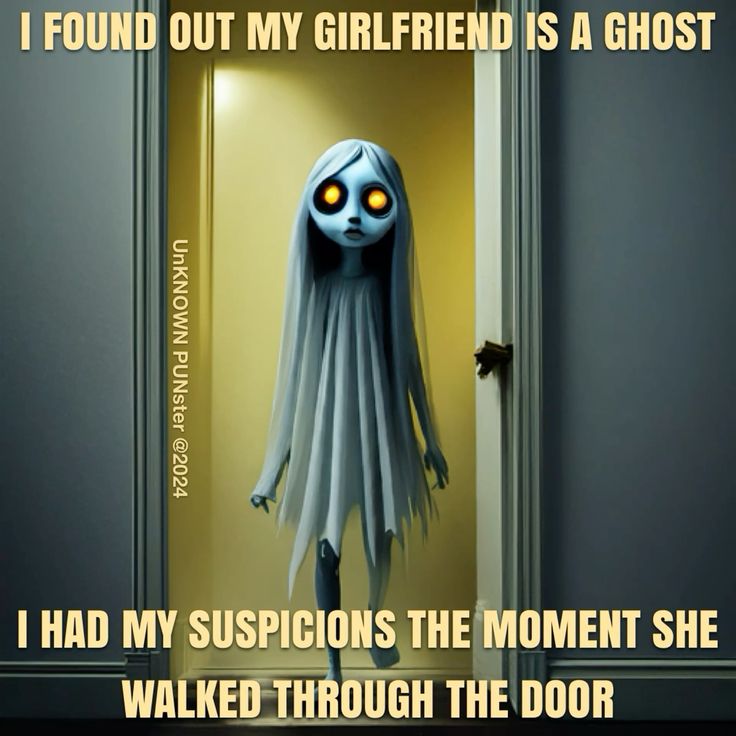 I FOUND OUT MY GIRLFRIEND IS A GHOST
UnKNOWN PUNster @2024
I HAD MY SUSPICIONS THE MOMENT SHE
WALKED THROUGH THE DOOR